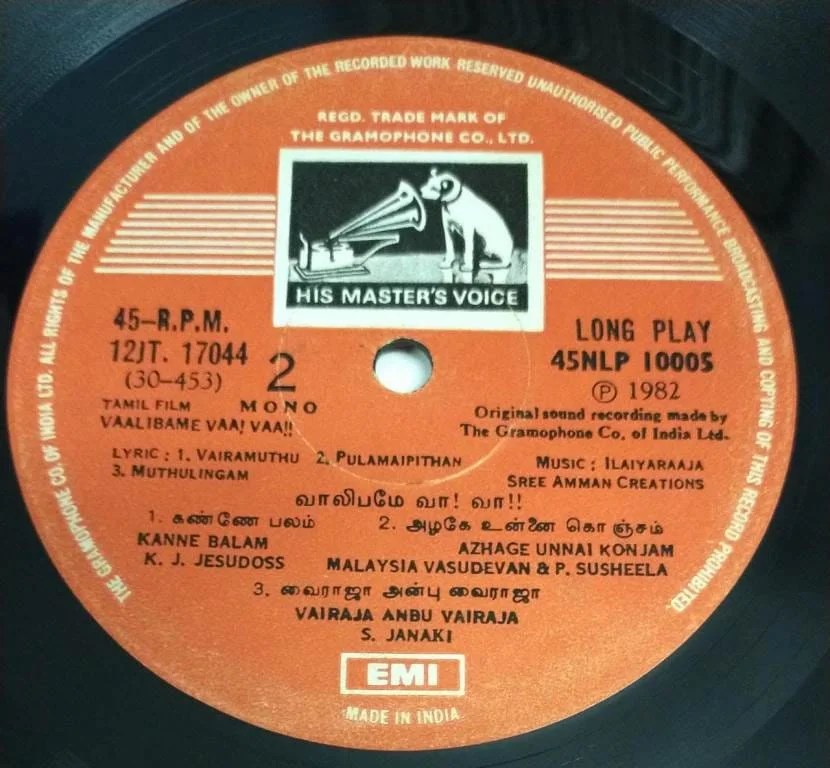 THE GRAMOPHONE CO. OF INDIA LTD. ALL RIGHTS OF THE MANUFACTURER AND OF THE OWNER OF THE RECORDED WORK RESERVED UNAUTHORISED PUBLIC PERFORMANCE BROADCASTING AND COPYING OF THIS RECORD PROHIBITED.
REGD. TRADE MARK OF
THE GRAMOPHONE CO., LTD.
HIS MASTER'S VOICE
45-R.P.M.
12JT. 17044
(30-453)
2
TAMIL FILM MONO
VAALIBAME VAA! VAA!!
LONG PLAY
45NLP 10005
Ⓟ 1982
Original sound recording made by
The Gramophone Co. of India Ltd.
LYRIC : 1. VAIRAMUTHU 2. PULAMAIPITHAN
3. MUTHULINGAM
MUSIC : ILAIYARAAJA
SREE AMMAN CREATIONS
வாலிபமே வா! வா!!
1. கண்ணே பலம்
KANNE BALAM
K. J. JESUDOSS
2. அழகே உன்னை கொஞ்சம்
AZHAGE UNNAI KONJAM
MALAYSIA VASUDEVAN & P. SUSHEELA
3. வைராஜா அன்பு வைராஜா
VAIRAJA ANBU VAIRAJA
S. JANAKI
EMI
MADE IN INDIA